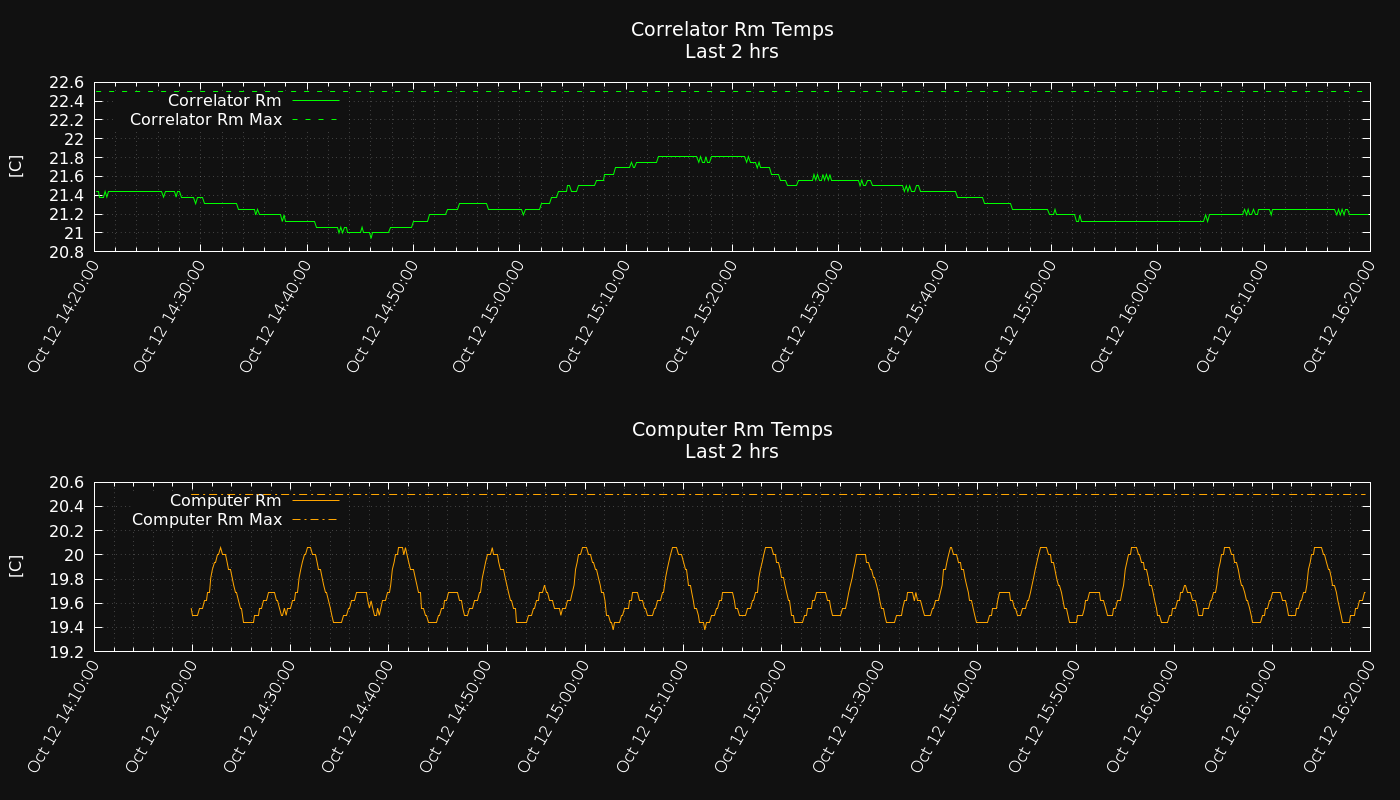 Correlator Rm Temps
Last 2 hrs
22.6
22.4
22.2
22
21.8
21.6
21.4
21.2
21
20.8
[C]
Correlator Rm
Correlator Rm Max
Oct 12 14:20:00
Oct 12 14:30:00
Oct 12 14:40:00
Oct 12 14:50:00
Oct 12 15:00:00
Oct 12 15:10:00
Oct 12 15:20:00
Oct 12 15:30:00
Oct 12 15:40:00
Oct 12 15:50:00
Oct 12 16:00:00
Oct 12 16:10:00
Oct 12 16:20:00
Computer Rm Temps
Last 2 hrs
20.6
20.4
20.2
20
19.8
19.6
19.4
19.2
[C]
Computer Rm
Computer Rm Max
Oct 12 14:10:00
Oct 12 14:20:00
Oct 12 14:30:00
Oct 12 14:40:00
Oct 12 14:50:00
Oct 12 15:00:00
Oct 12 15:10:00
Oct 12 15:20:00
Oct 12 15:30:00
Oct 12 15:40:00
Oct 12 15:50:00
Oct 12 16:00:00
Oct 12 16:10:00
Oct 12 16:20:00